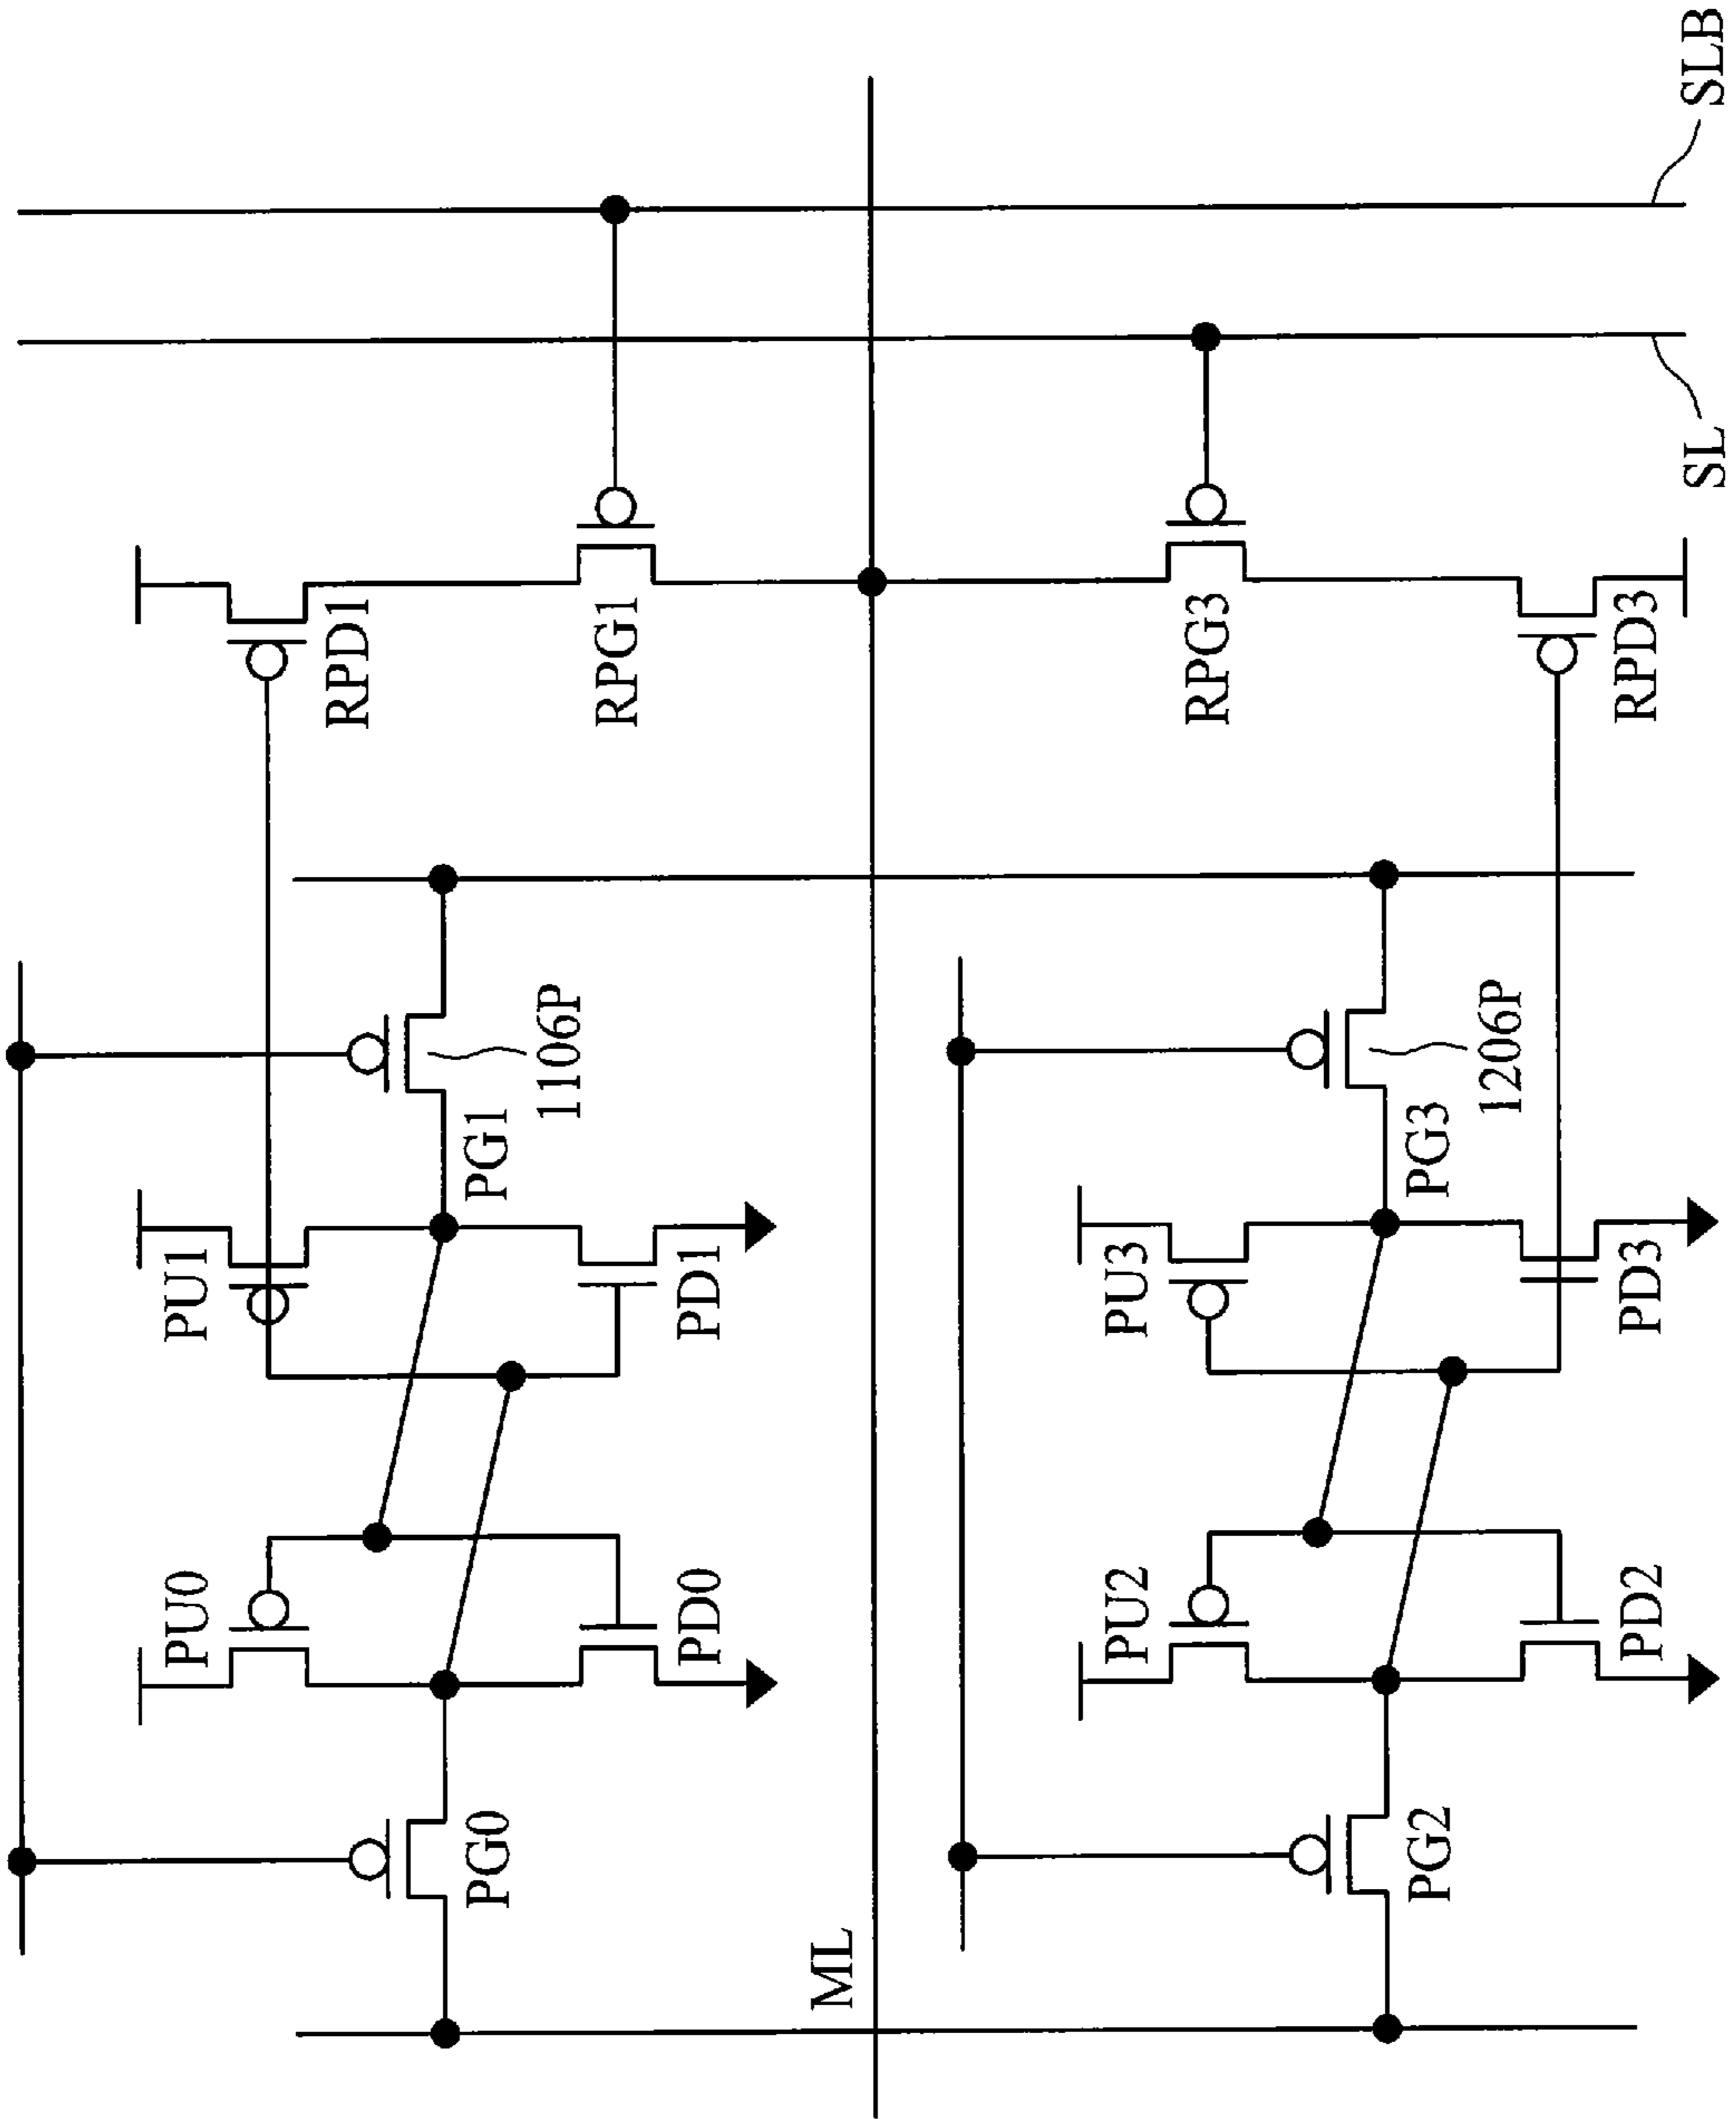 SLB
SL
RPD1
RPG1
RPG3
RPD3
1106P
1206P
PG1
PG3
PU1
PD1
PU3
PD3
PU0
PD0
PU2
PD2
PG0
PG2
ML